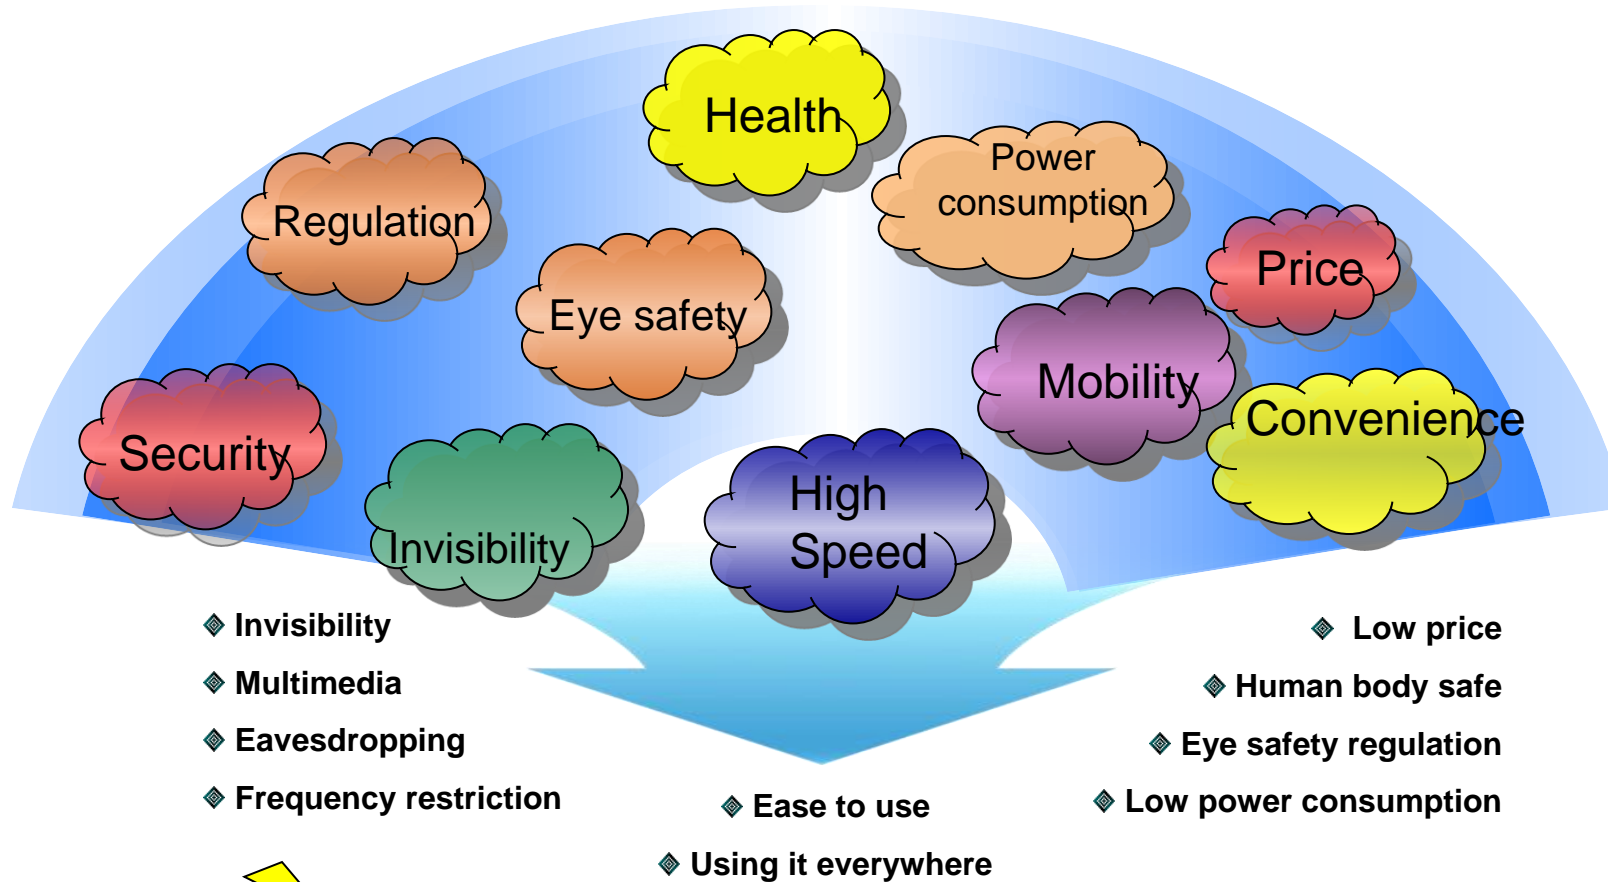 Health
Power
consumption
Regulation
Price
Eye safety
Mobility
Convenience
Security
High
Speed
Invisibility
Invisibility
Multimedia
Eavesdropping
Frequency restriction
Ease to use
Using it everywhere
Low price
Human body safe
Eye safety regulation
Low power consumption